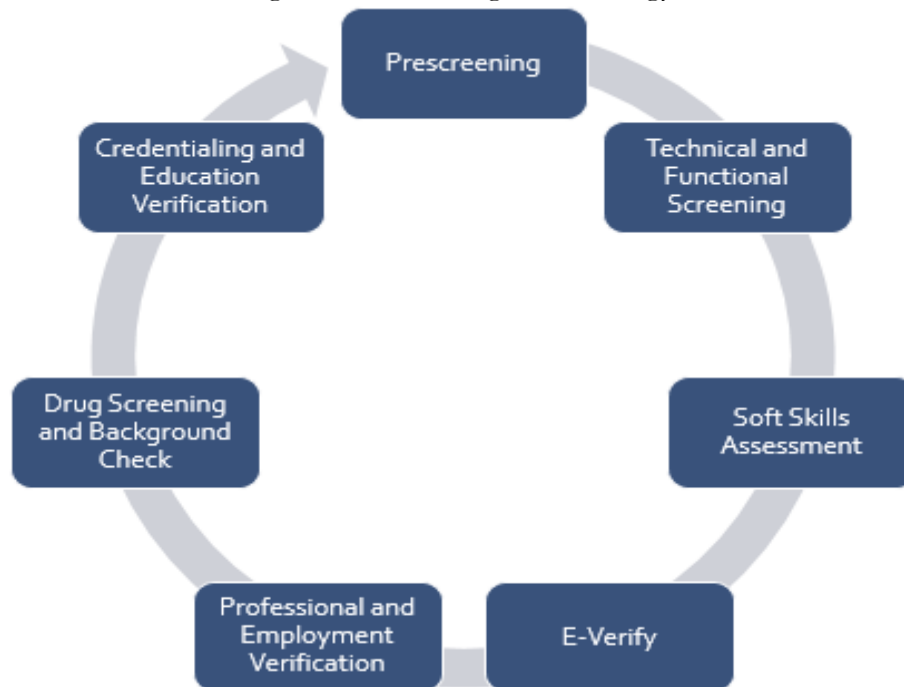 Prescreening
Technical and
Functional
Screening
Soft Skills
Assessment
E-Verify
Professional and
Employment
Verification
Drug Screening
and Background
Check
Credentialing and
Education
Verification